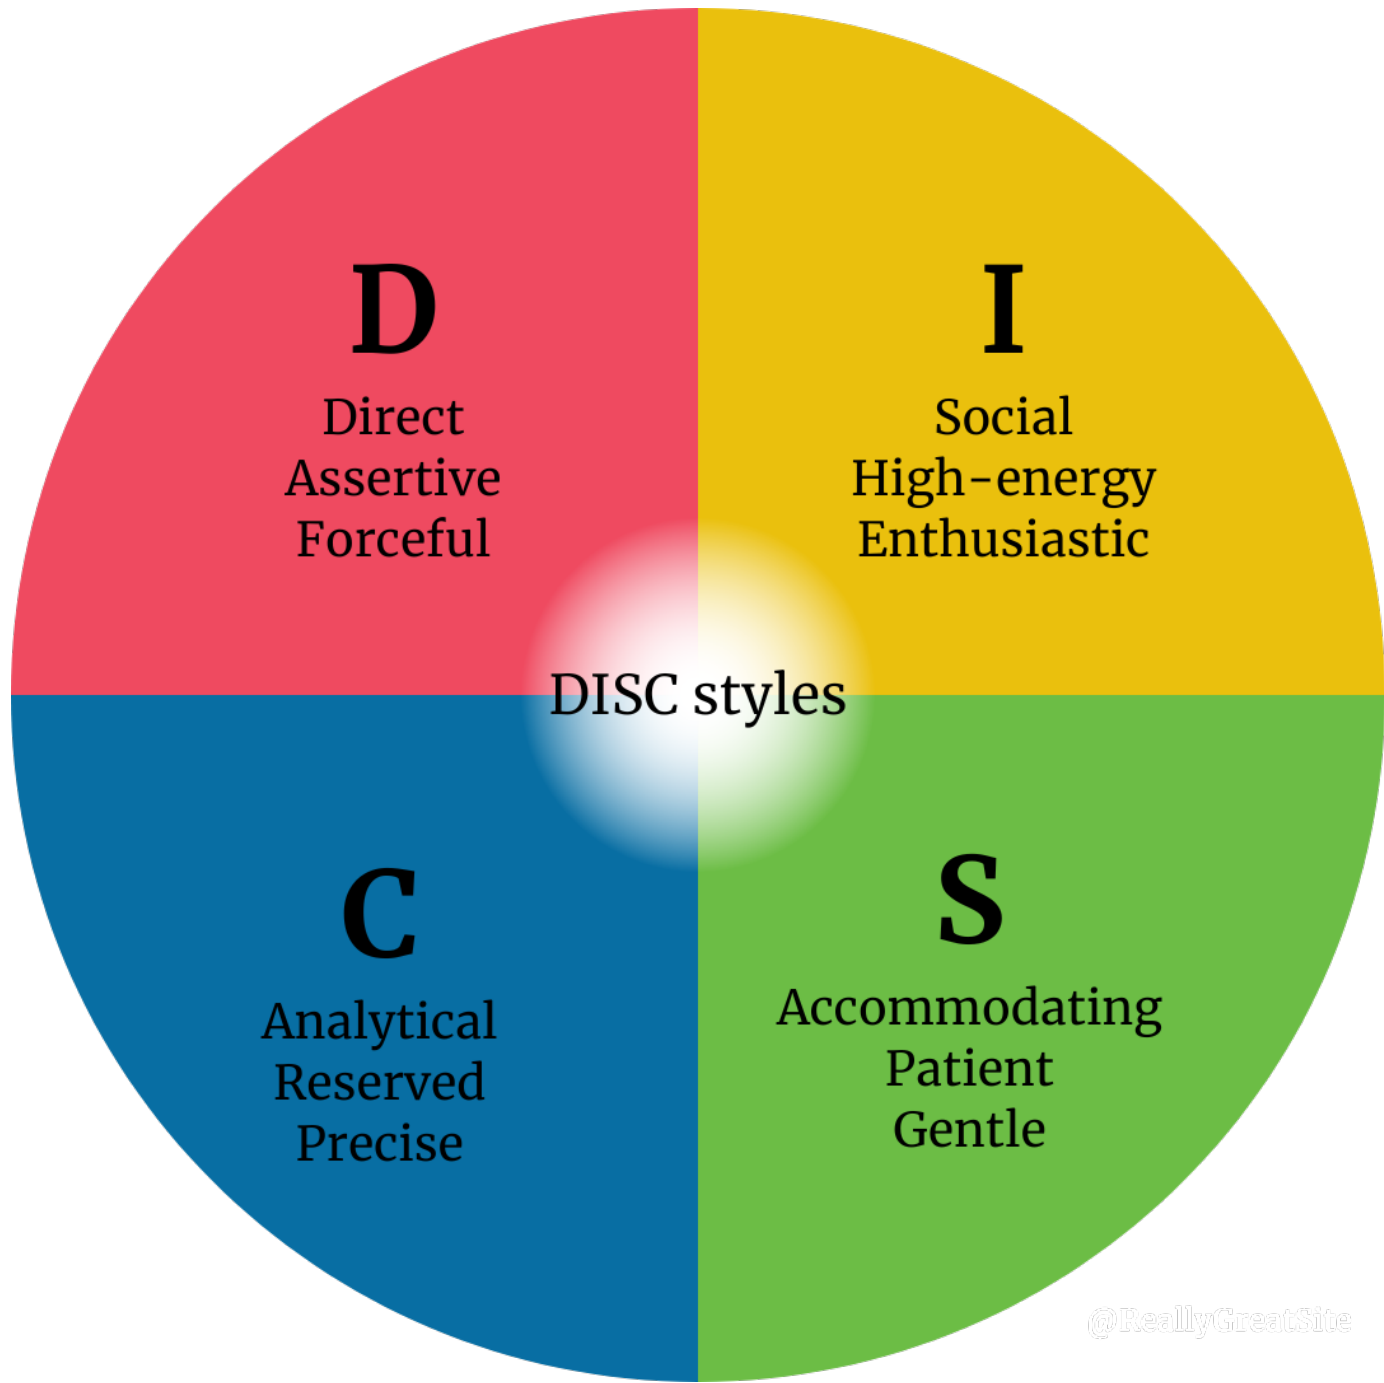 D
Direct
Assertive
Forceful
I
Social
High-energy
Enthusiastic
DISC styles
C
Analytical
Reserved
Precise
S
Accommodating
Patient
Gentle
@ReallyGreatSite